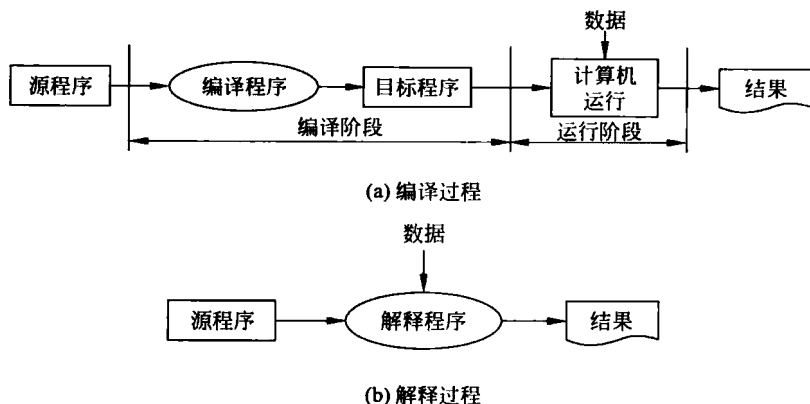 数据
源程序
编译程序
目标程序
计算机
运行
结果
编译阶段
运行阶段
(a) 编译过程
数据
源程序
解释程序
结果
(b) 解释过程